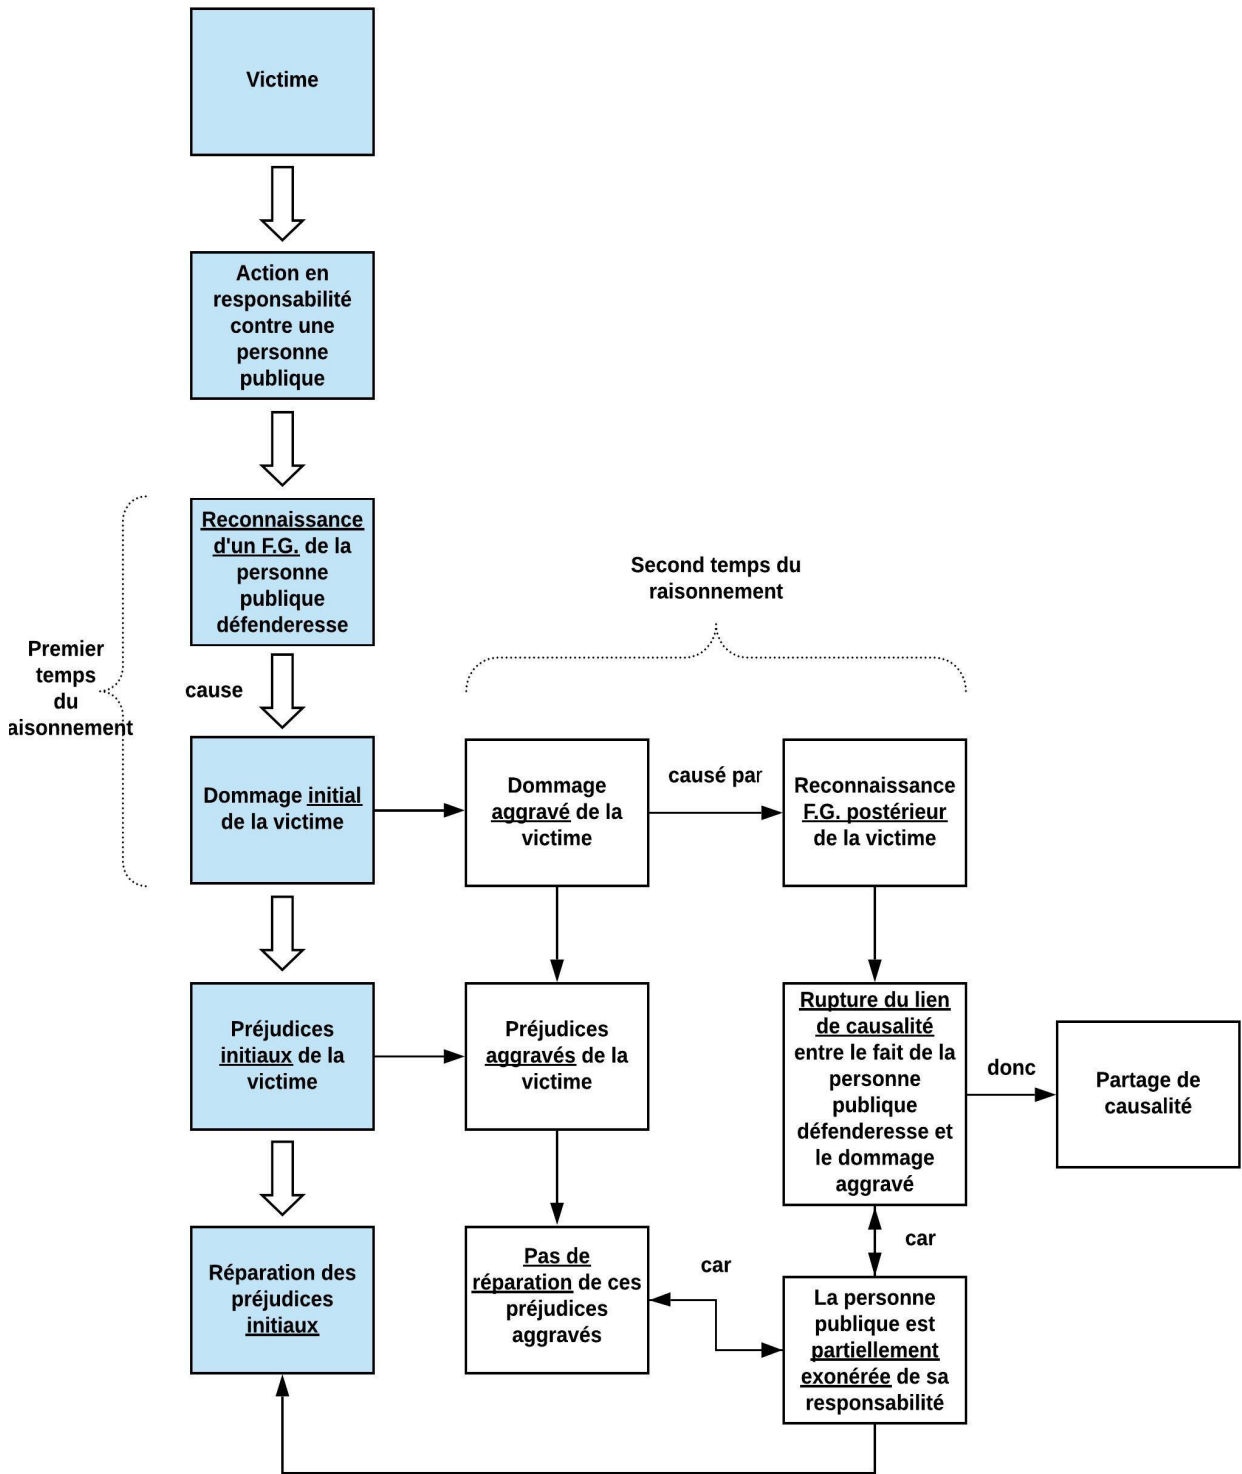 Victime
Action en
responsabilité
contre une
personne
publique
Reconnaissance
d'un F.G. de la
personne
publique
défenderesse
Second temps du
raisonnement
Premier
temps
du
aisonnement
cause
Dommage initial
de la victime
Dommage
aggravé de la
victime
causé par
Reconnaissance
F.G. postérieur
de la victime
Préjudices
initiaux de la
victime
Préjudices
aggravés de la
victime
Rupture du lien
de causalité
entre le fait de la
personne
publique
défenderesse et
le dommage
aggravé
donc
Partage de
causalité
Réparation des
préjudices
initiaux
Pas de
réparation de ces
préjudices
aggravés
car
car
La personne
publique est
partiellement
exonérée de sa
responsabilité